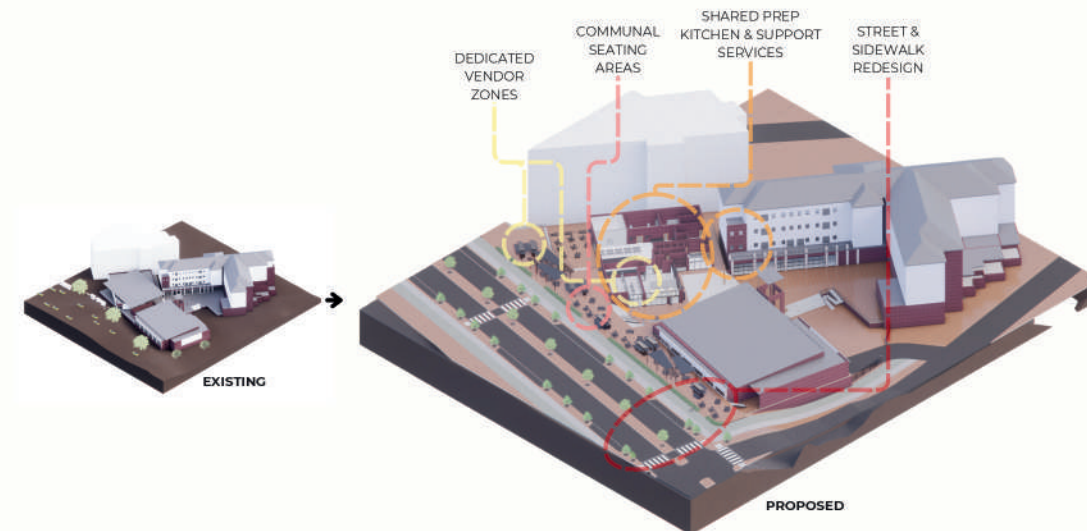 DEDICATED
VENDOR
ZONES
COMMUNAL
SEATING
AREAS
SHARED PREP
KITCHEN & SUPPORT
SERVICES
STREET &
SIDEWALK
REDESIGN
EXISTING
PROPOSED